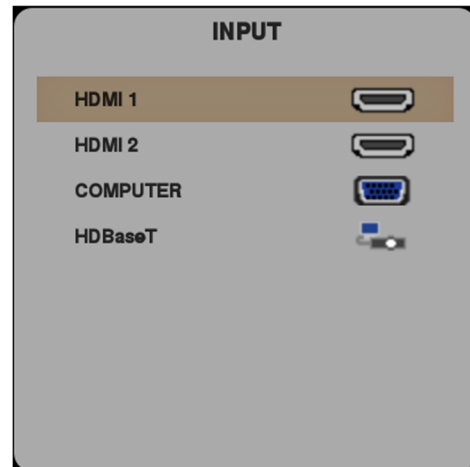 INPUT
HDMI 1
HDMI 2
COMPUTER
HDBaseT